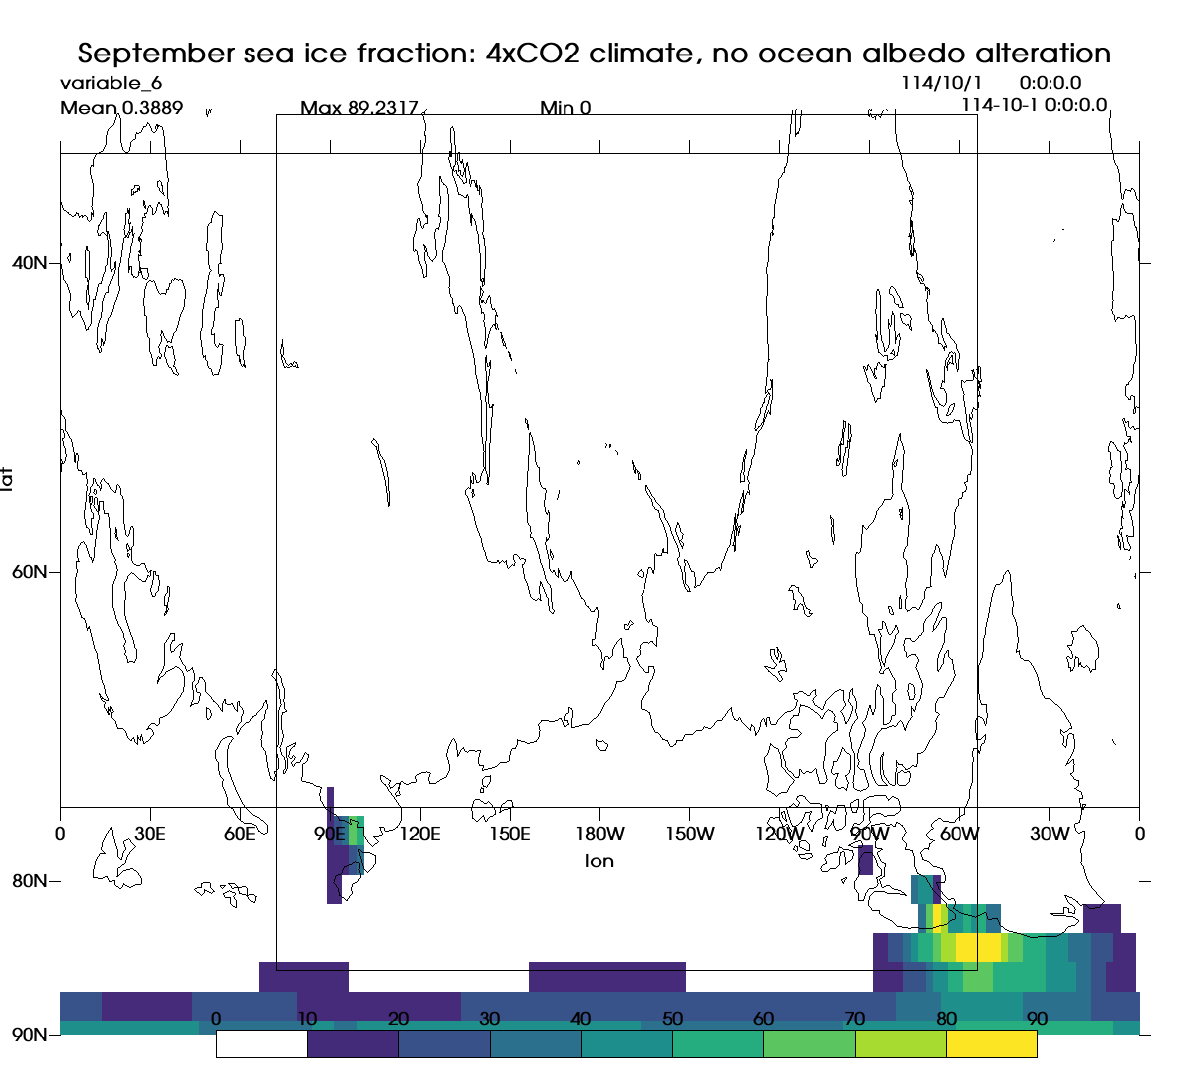 September sea ice fraction: 4xCO2 climate, no ocean albedo alteration
variable_6 114/10/1 0:0:0.0
Mean 0.3889 Max 89.2317 Min 0 114-10-1 0:0:0.0
40N
lat
60N
0 30E 60E 90E 120E 150E 180W 150W 120W 90W 60W 30W 0
lon
80N
0 10 20 30 40 50 60 70 80 90
90N